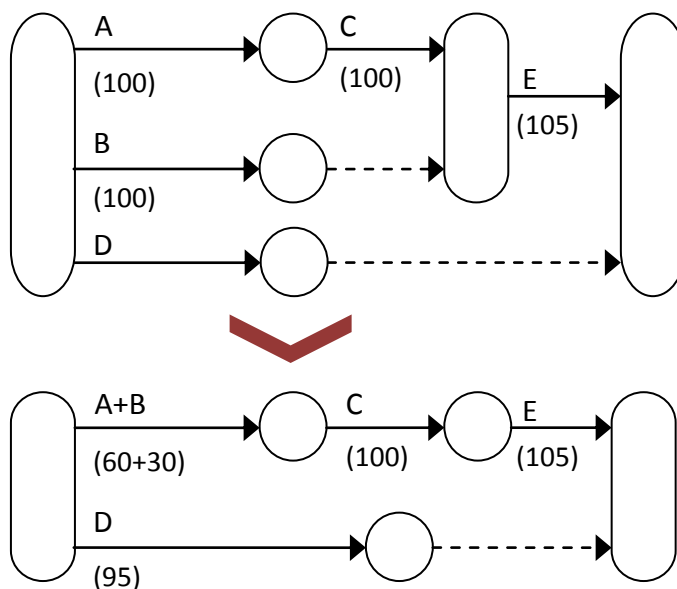 A C
(100) (100)
E
(105)
B
(100)
D
A+B C E
(60+30) (100) (105)
D
(95)